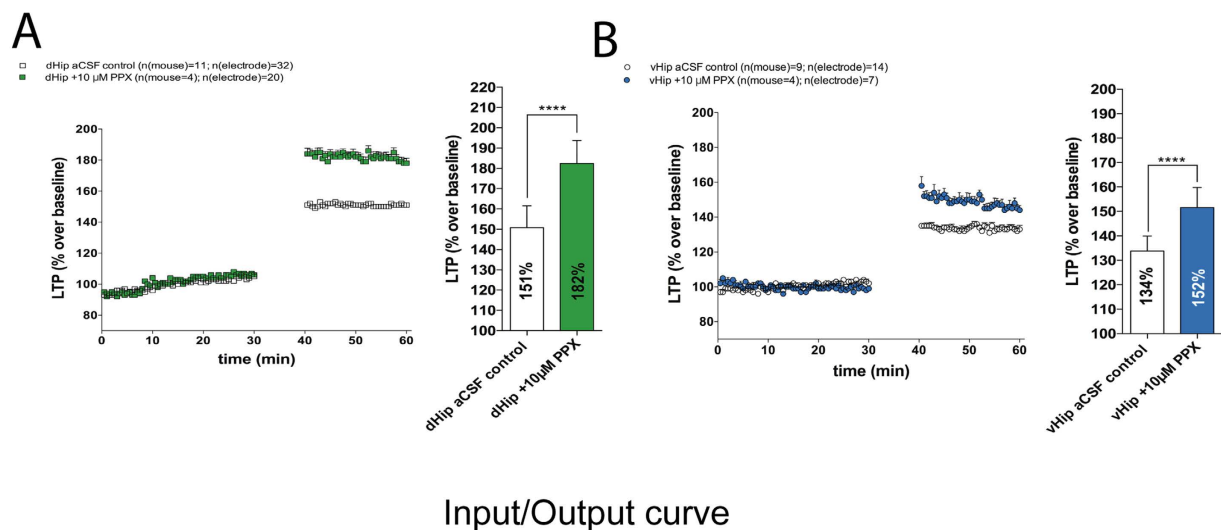 A
dHip aCSF control (n(mouse)=11; n(electrode)=32)
dHip +10 µM PPX (n(mouse=4); n(electrode)=20)
LTP (% over baseline)
200
180
160
140
120
100
80
0 10 20 30 40 50 60
time (min)
LTP (% over baseline)
220
210
200
190
180
170
160
150
140
130
120
110
100
****
151%
182%
dHip aCSF control
dHip +10µM PPX
B
vHip aCSF control (n(mouse)=9; n(electrode)=14)
vHip +10 µM PPX (n(mouse=4); n(electrode)=7)
LTP (% over baseline)
200
180
160
140
120
100
80
0 10 20 30 40 50 60
time (min)
LTP (% over baseline)
200
190
180
170
160
150
140
130
120
110
100
****
134%
152%
vHip aCSF control
vHip +10µM PPX
Input/Output curve